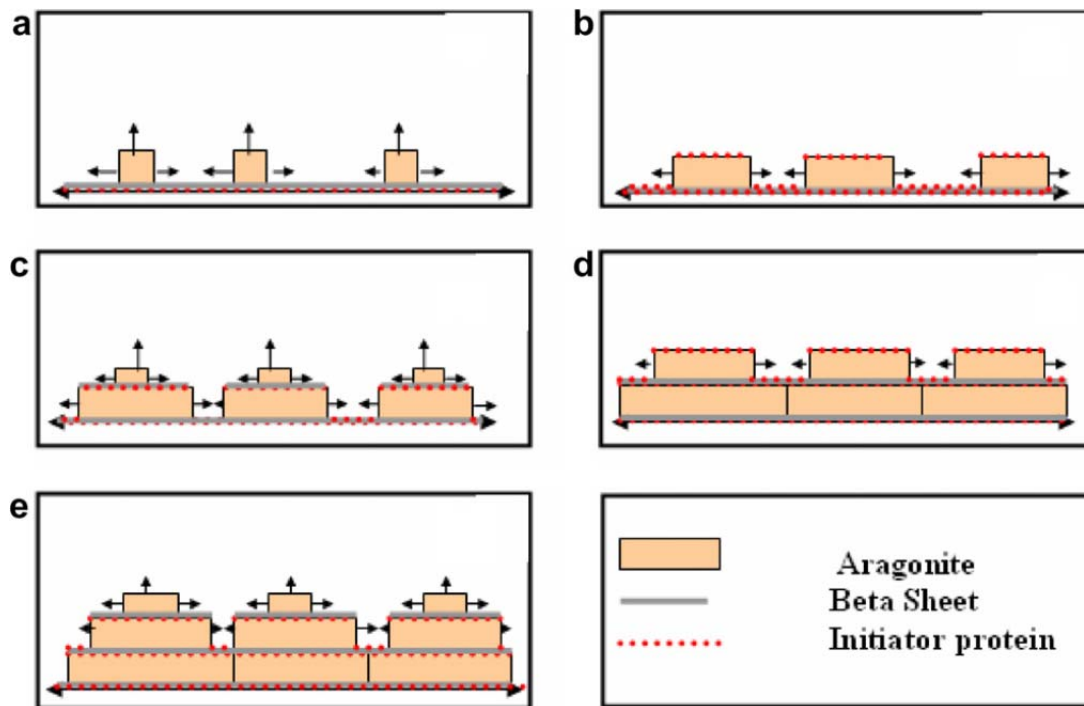 a
b
c
d
e
Aragonite
Beta Sheet
Initiator protein